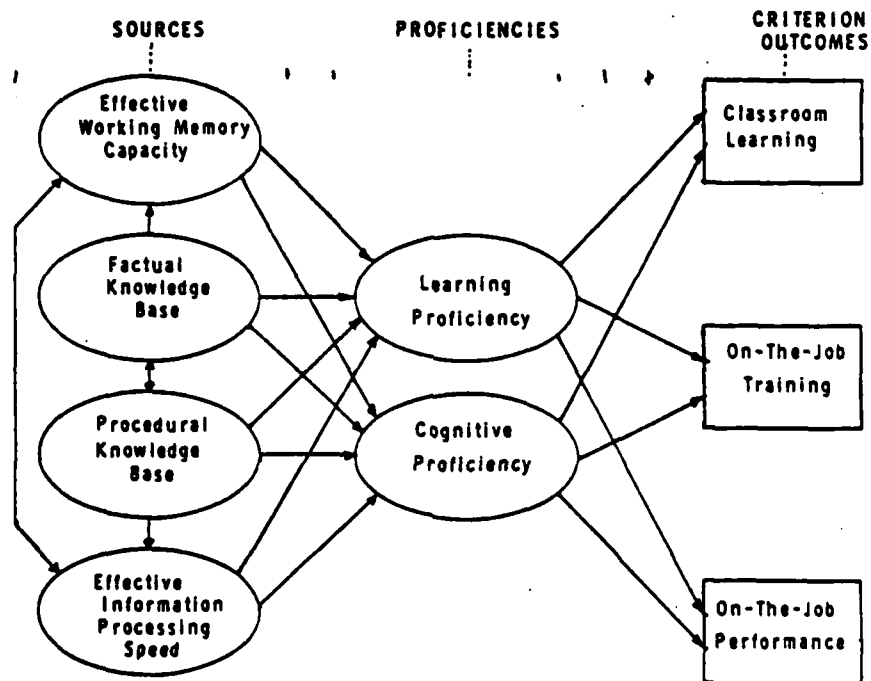 SOURCES
PROFICIENCIES
CRITERION
OUTCOMES
Effective
Working Memory
Capacity
Factual
Knowledge
Base
Procedural
Knowledge
Base
Effective
Information
Processing
Speed
Learning
Proficiency
Cognitive
Proficiency
Classroom
Learning
On-The-Job
Training
On-The-Job
Performance